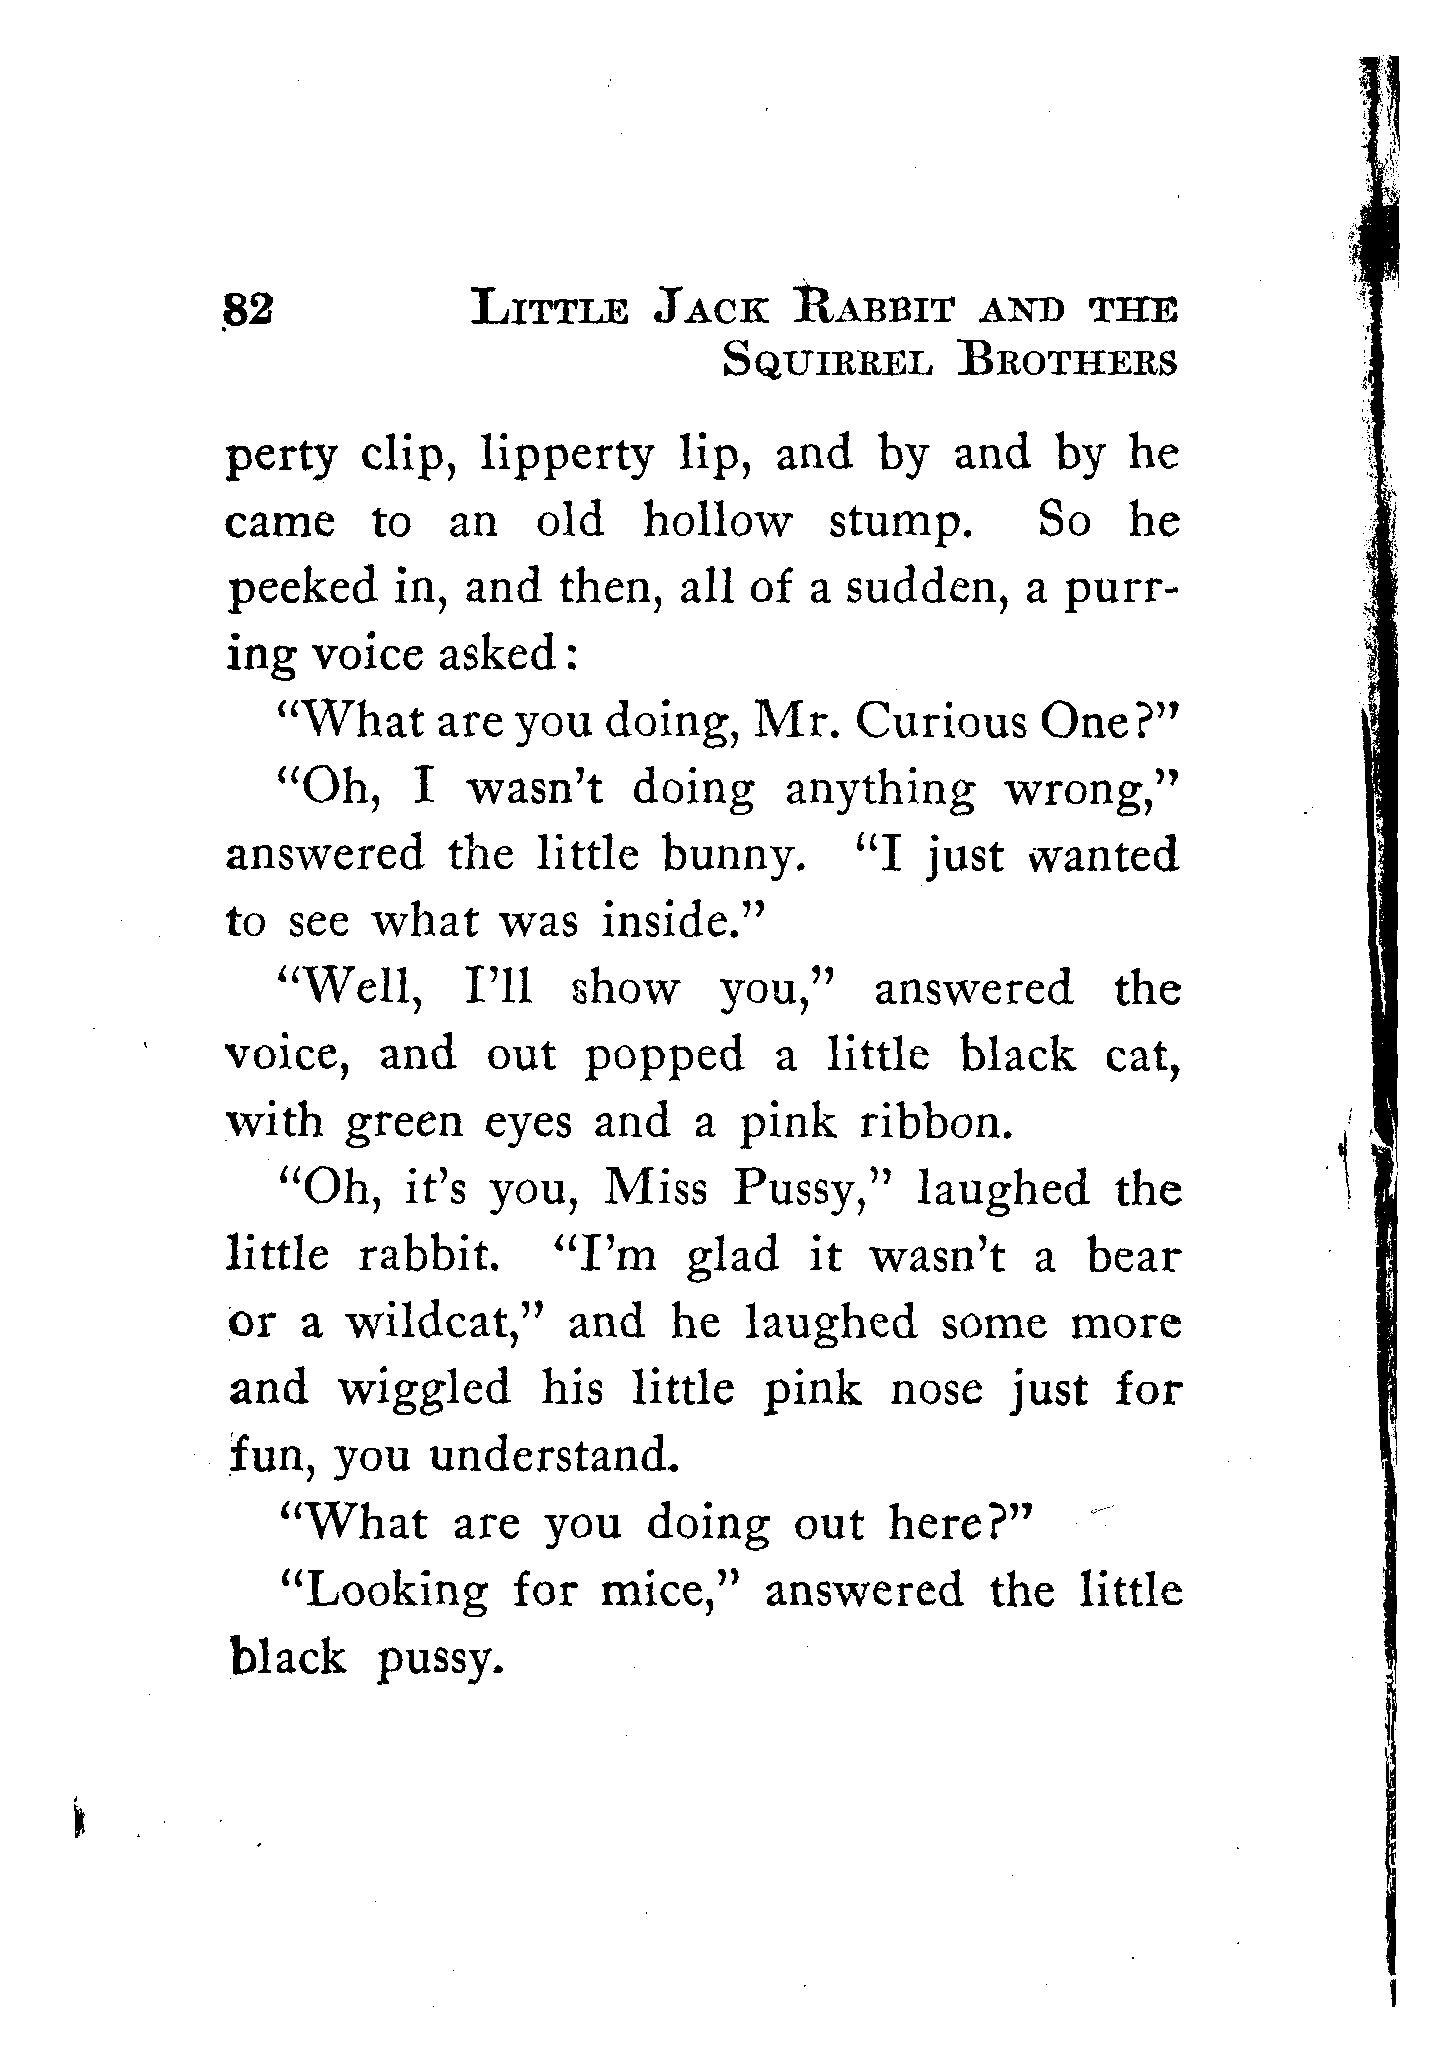 82 LITTLE JACK RABBIT AND THE
SQUIRREL BROTHERS
perty clip, lipperty lip, and by and by he
came to an old hollow stump. So he
peeked in, and then, all of a sudden, a purr-
ing voice asked:
"What are you doing, Mr. Curious One?"
"Oh, I wasn't doing anything wrong,"
answered the little bunny. "I just wanted
to see what was inside."
"Well, I'll show you," answered the
voice, and out popped a little black cat,
with green eyes and a pink ribbon.
"Oh, it's you, Miss Pussy," laughed the
little rabbit. "I'm glad it wasn't a bear
or a wildcat," and he laughed some more
and wiggled his little pink nose just for
fun, you understand.
"What are you doing out here?"
"Looking for mice," answered the little
black pussy.